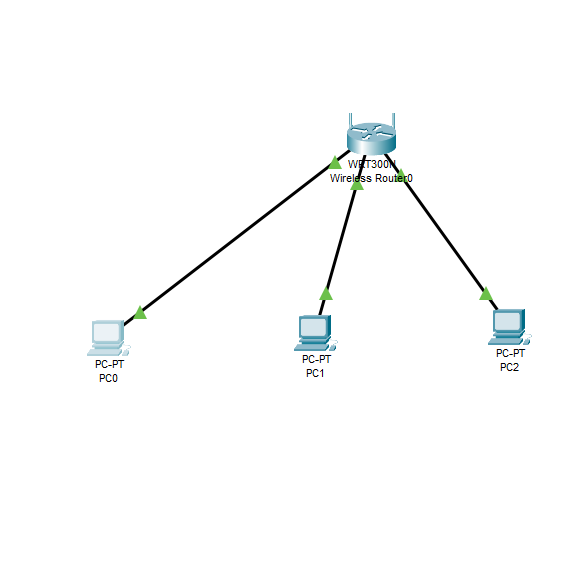 WRT300N
Wireless Router0
PC-PT
PC0
PC-PT
PC1
PC-PT
PC2